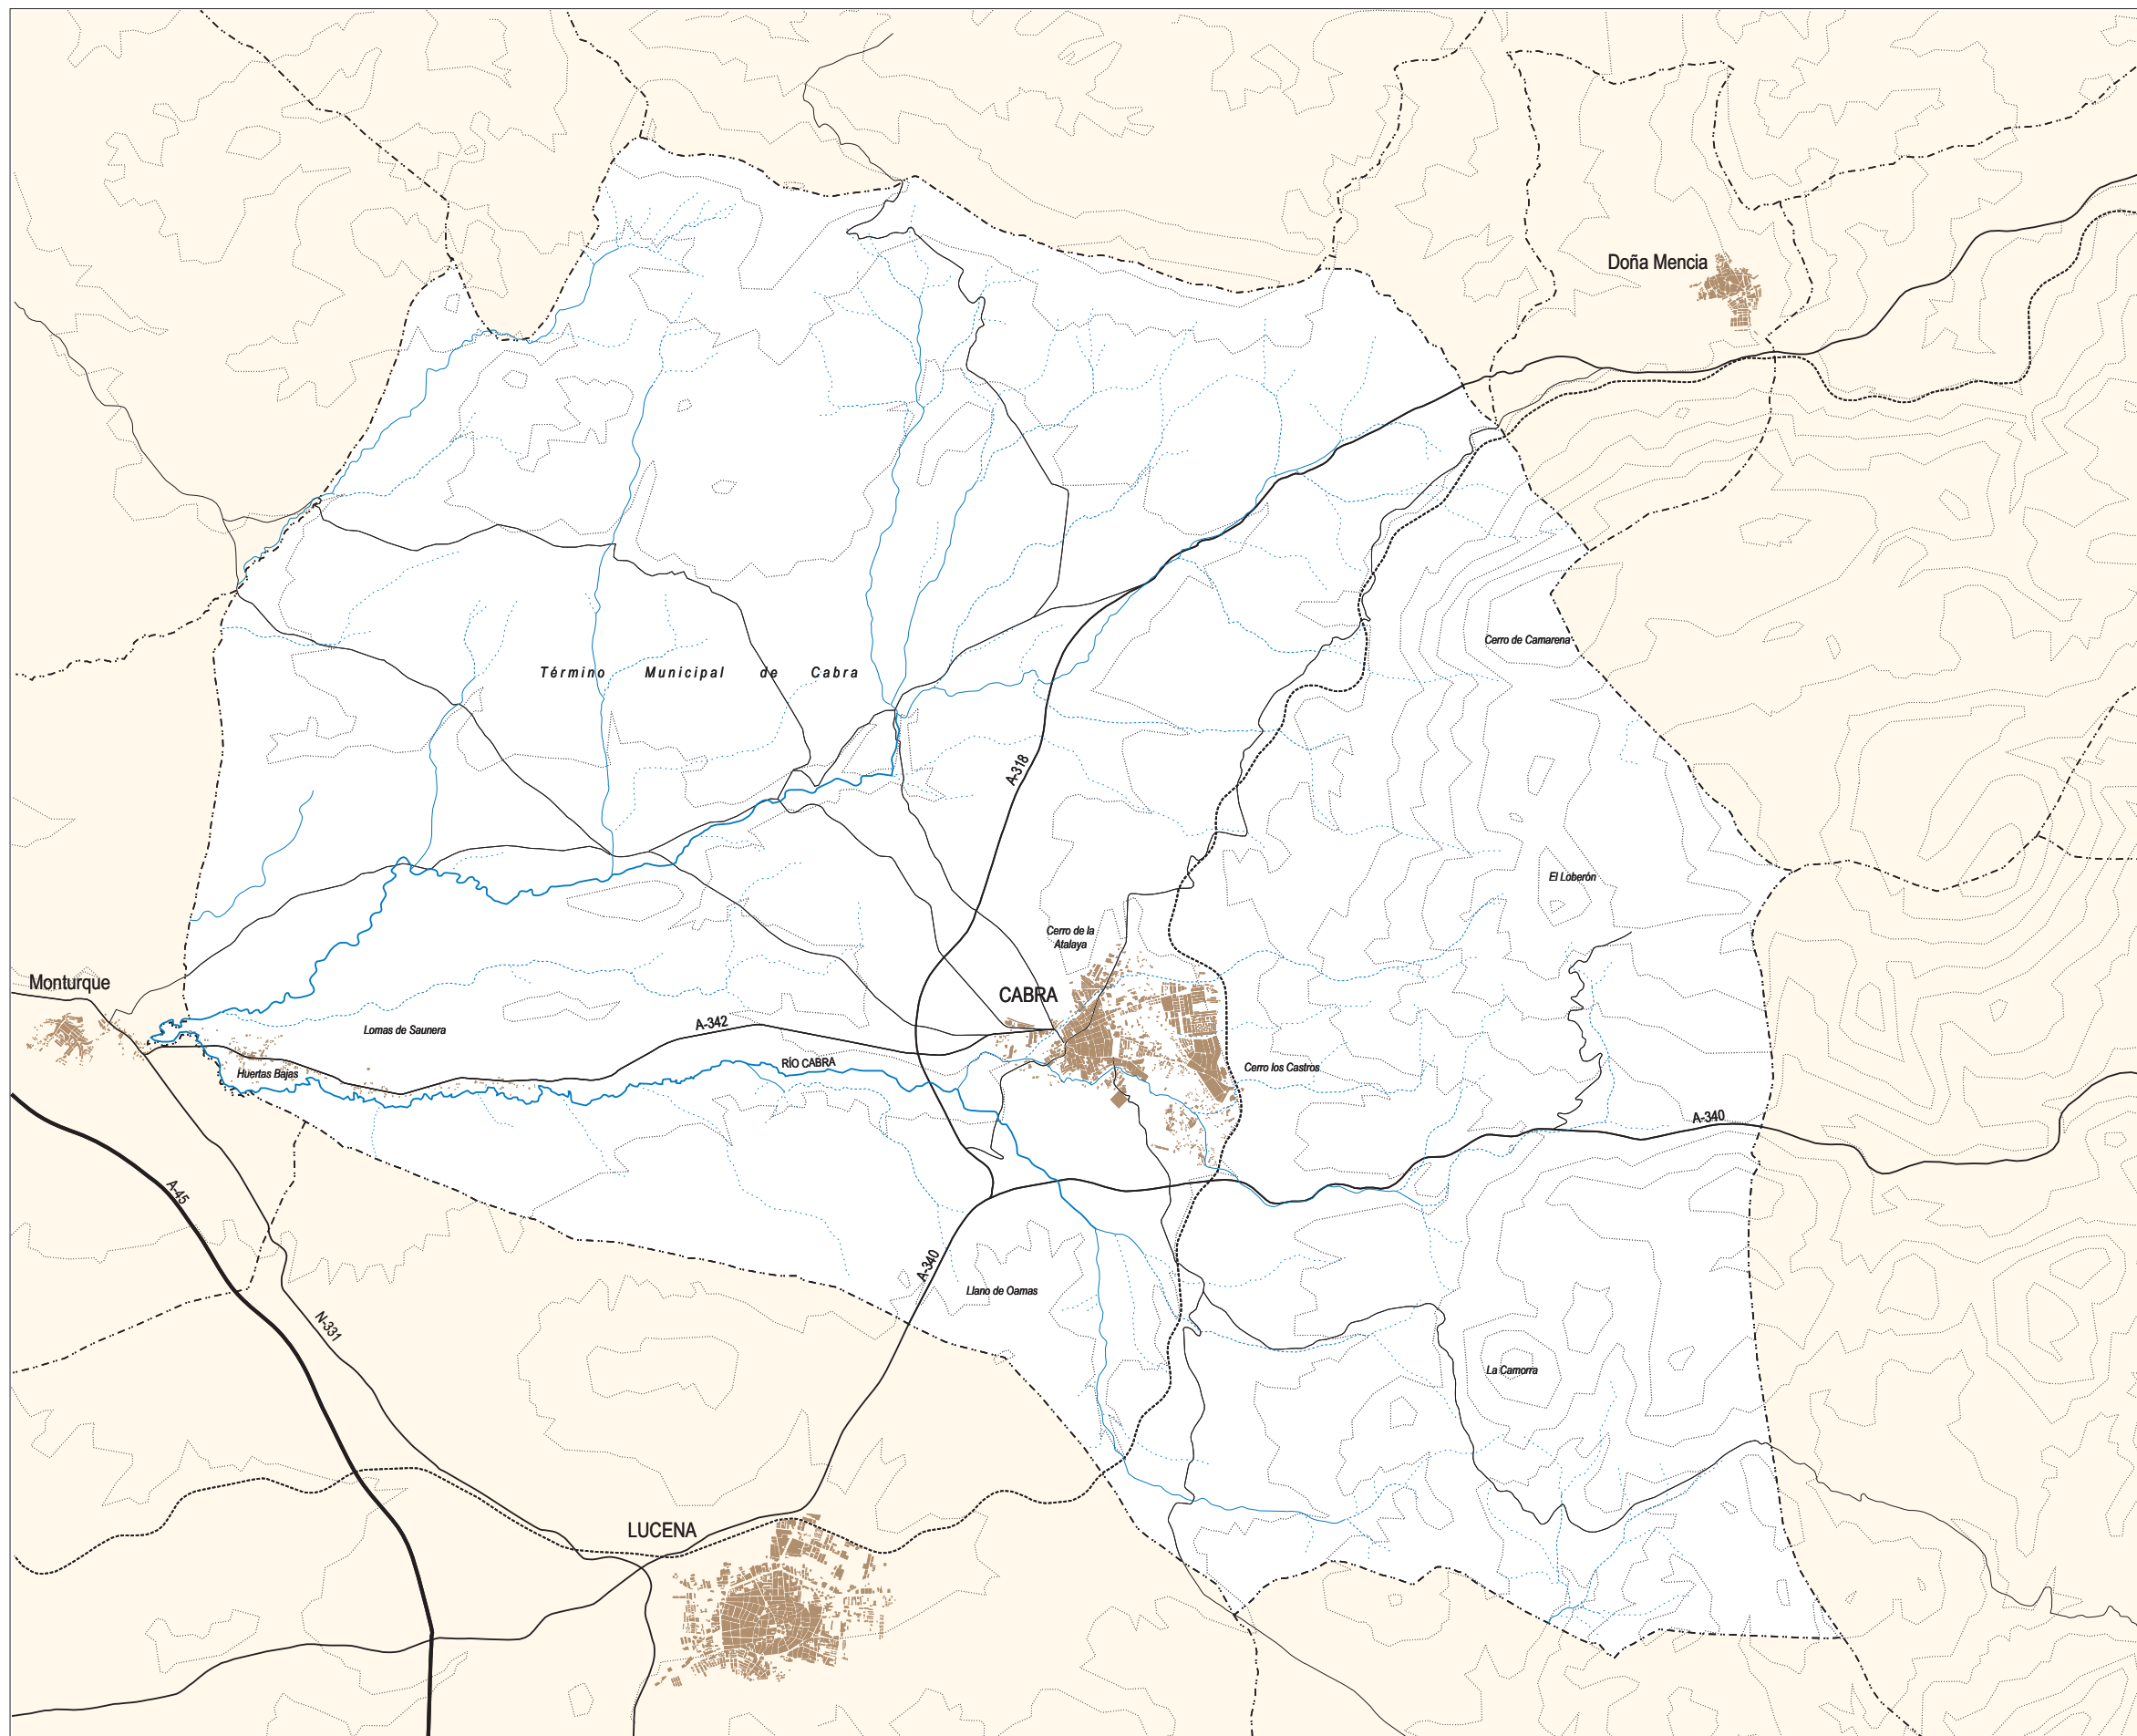 Doña Mencia
Cerro de Camarena
Término Municipal de Cabra
A-318
El Loberón
Cerro de la
Atalaya
Monturque
CABRA
A-342
Lomas de Saunera
RÍO CABRA
Huertas Bajas
Cerro los Castros
A-340
A-45
A-340
Llano de Oamas
N-331
La Camorra
LUCENA